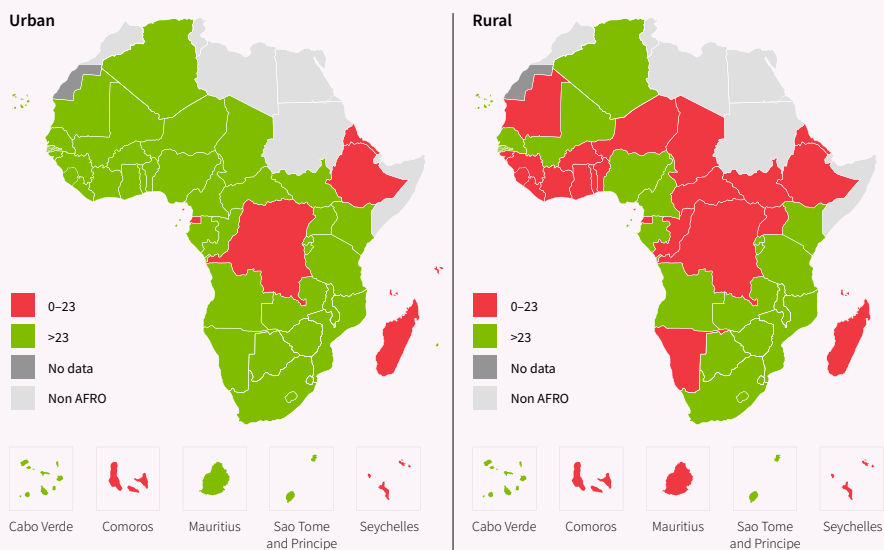 Urban
0–23
>23
No data
Non AFRO
Cabo Verde
Comoros
Mauritius
Sao Tome
and Principe
Seychelles
Rural
0–23
>23
No data
Non AFRO
Cabo Verde
Comoros
Mauritius
Sao Tome
and Principe
Seychelles